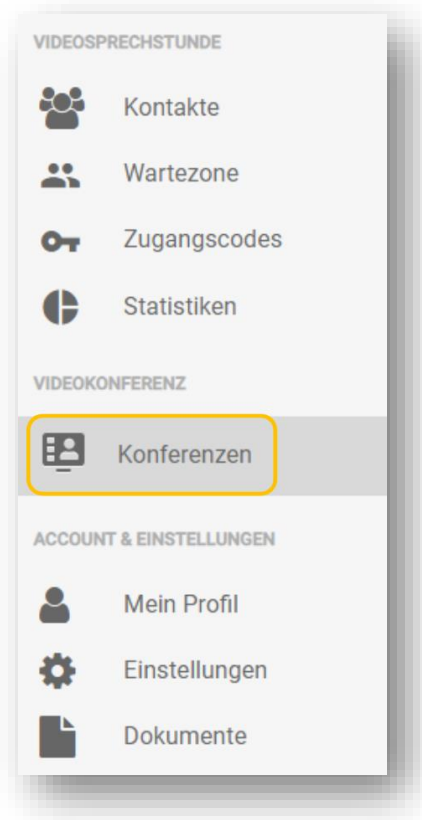 VIDEOSPRECHSTUNDE
Kontakte
Wartezone
Zugangscodes
Statistiken
VIDEOKONFERENZ
Konferenzen
ACCOUNT & EINSTELLUNGEN
Mein Profil
Einstellungen
Dokumente